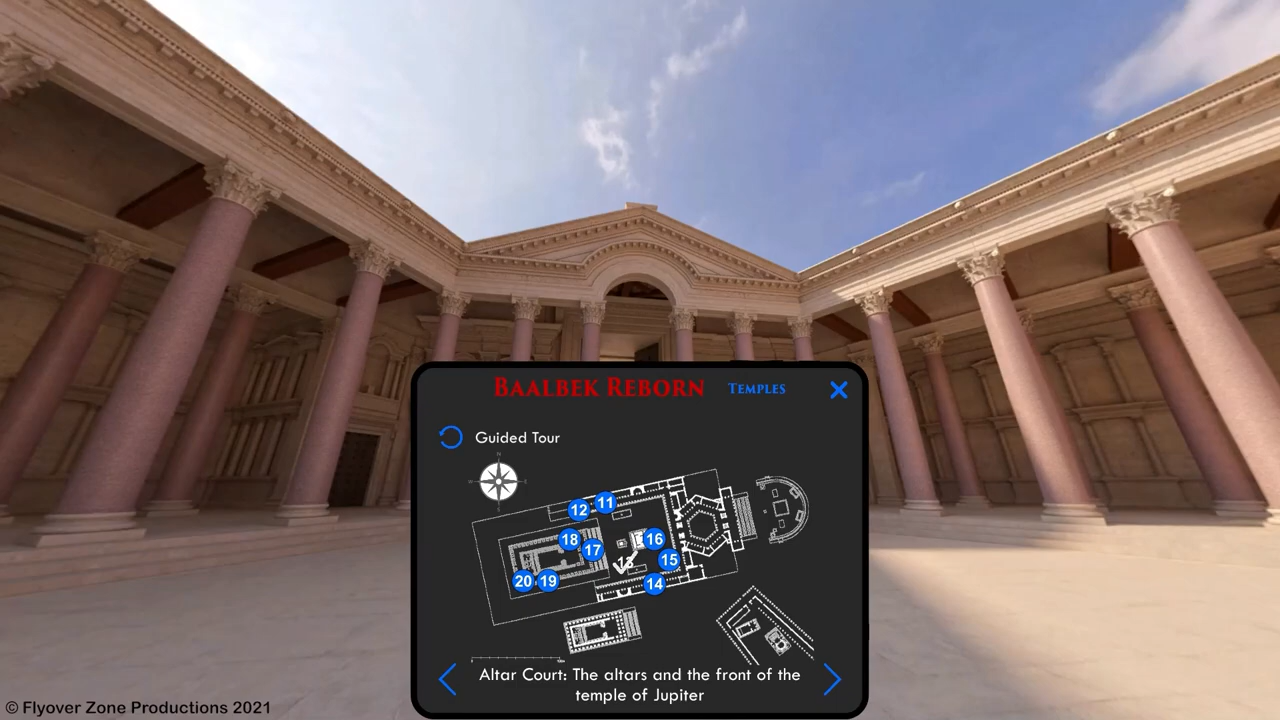 BAALBEK REBORN TEMPLES
Guided Tour
N
W E
S
11
12
18
17
16
15
20
19
14
Altar Court: The altars and the front of the
temple of Jupiter
© Flyover Zone Productions 2021